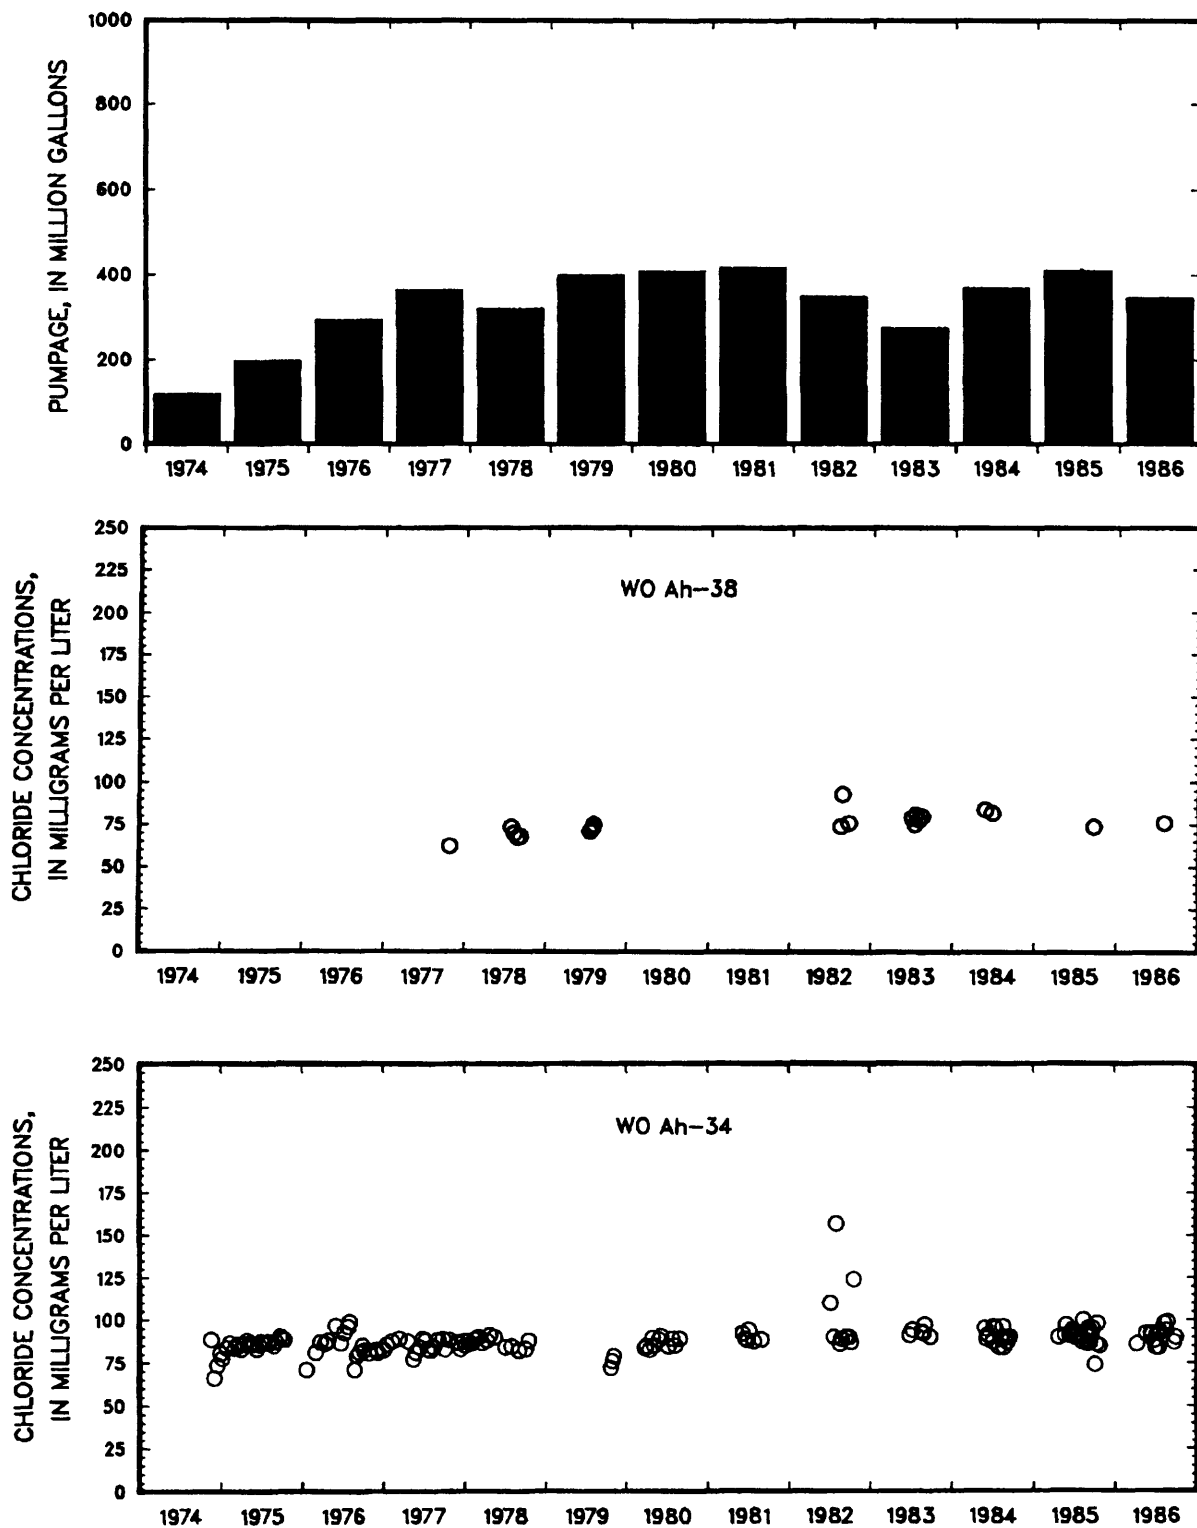 PUMPAGE, IN MILLION GALLONS
1000
800
600
400
200
0
1974 1975 1976 1977 1978 1979 1980 1981 1982 1983 1984 1985 1986
CHLORIDE CONCENTRATIONS,
IN MILLIGRAMS PER LITER
250
225
200
175
150
125
100
75
50
25
0
WO Ah-38
1974 1975 1976 1977 1978 1979 1980 1981 1982 1983 1984 1985 1986
CHLORIDE CONCENTRATIONS,
IN MILLIGRAMS PER LITER
250
225
200
175
150
125
100
75
50
25
0
WO Ah-34
1974 1975 1976 1977 1978 1979 1980 1981 1982 1983 1984 1985 1986